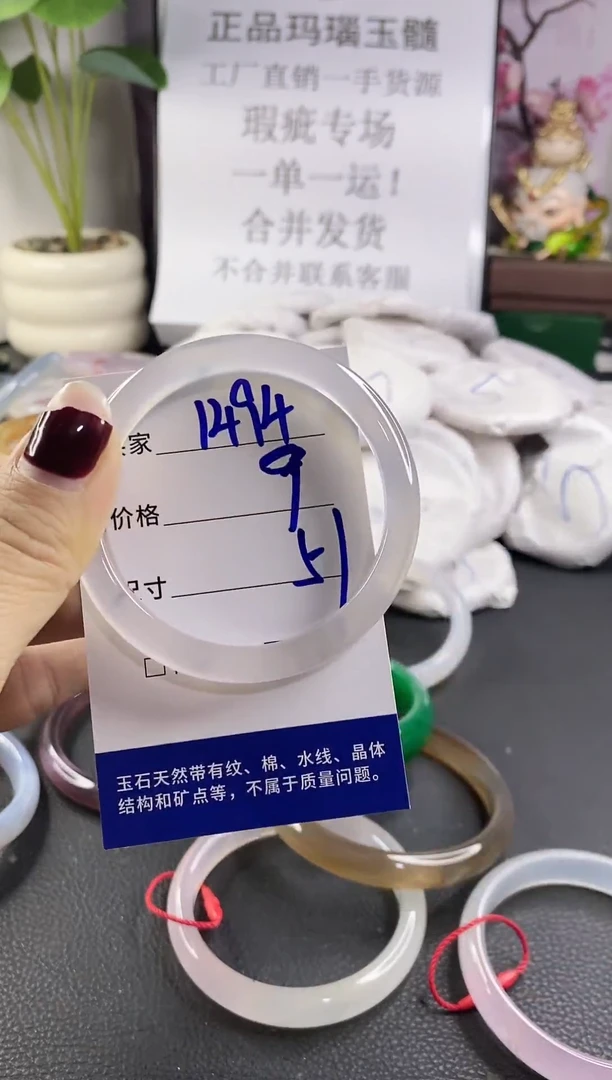 正品玛瑙玉髓
工厂直销一手货源
瑕疵专场
一单一运！
合并发货
不合并联系客服
家 1494
价格 9
尺寸 51
玉石天然带有纹、棉、水线、晶体
结构和矿点等，不属于质量问题。